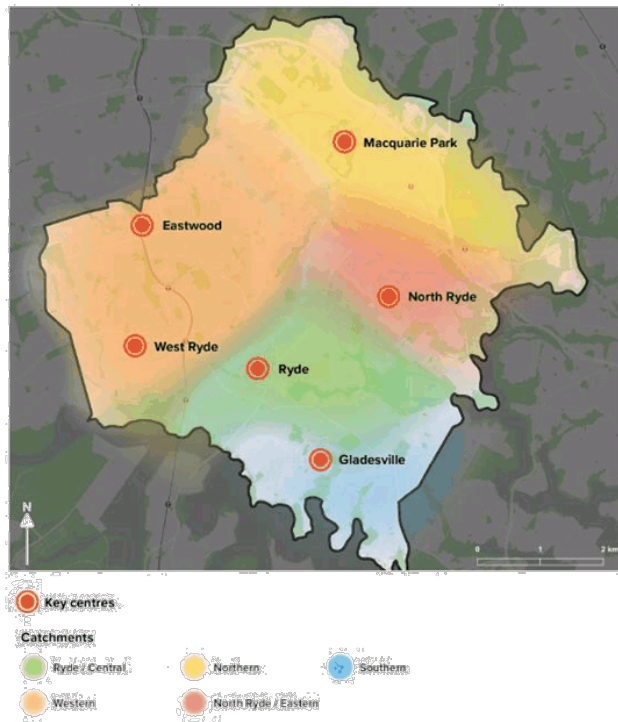 Macquarie Park
Eastwood
North Ryde
West Ryde
Ryde
Gladesville
N
0 1 2 km
Key centres
Catchments
Ryde / Central
Northern
Southern
Western
North Ryde / Eastern